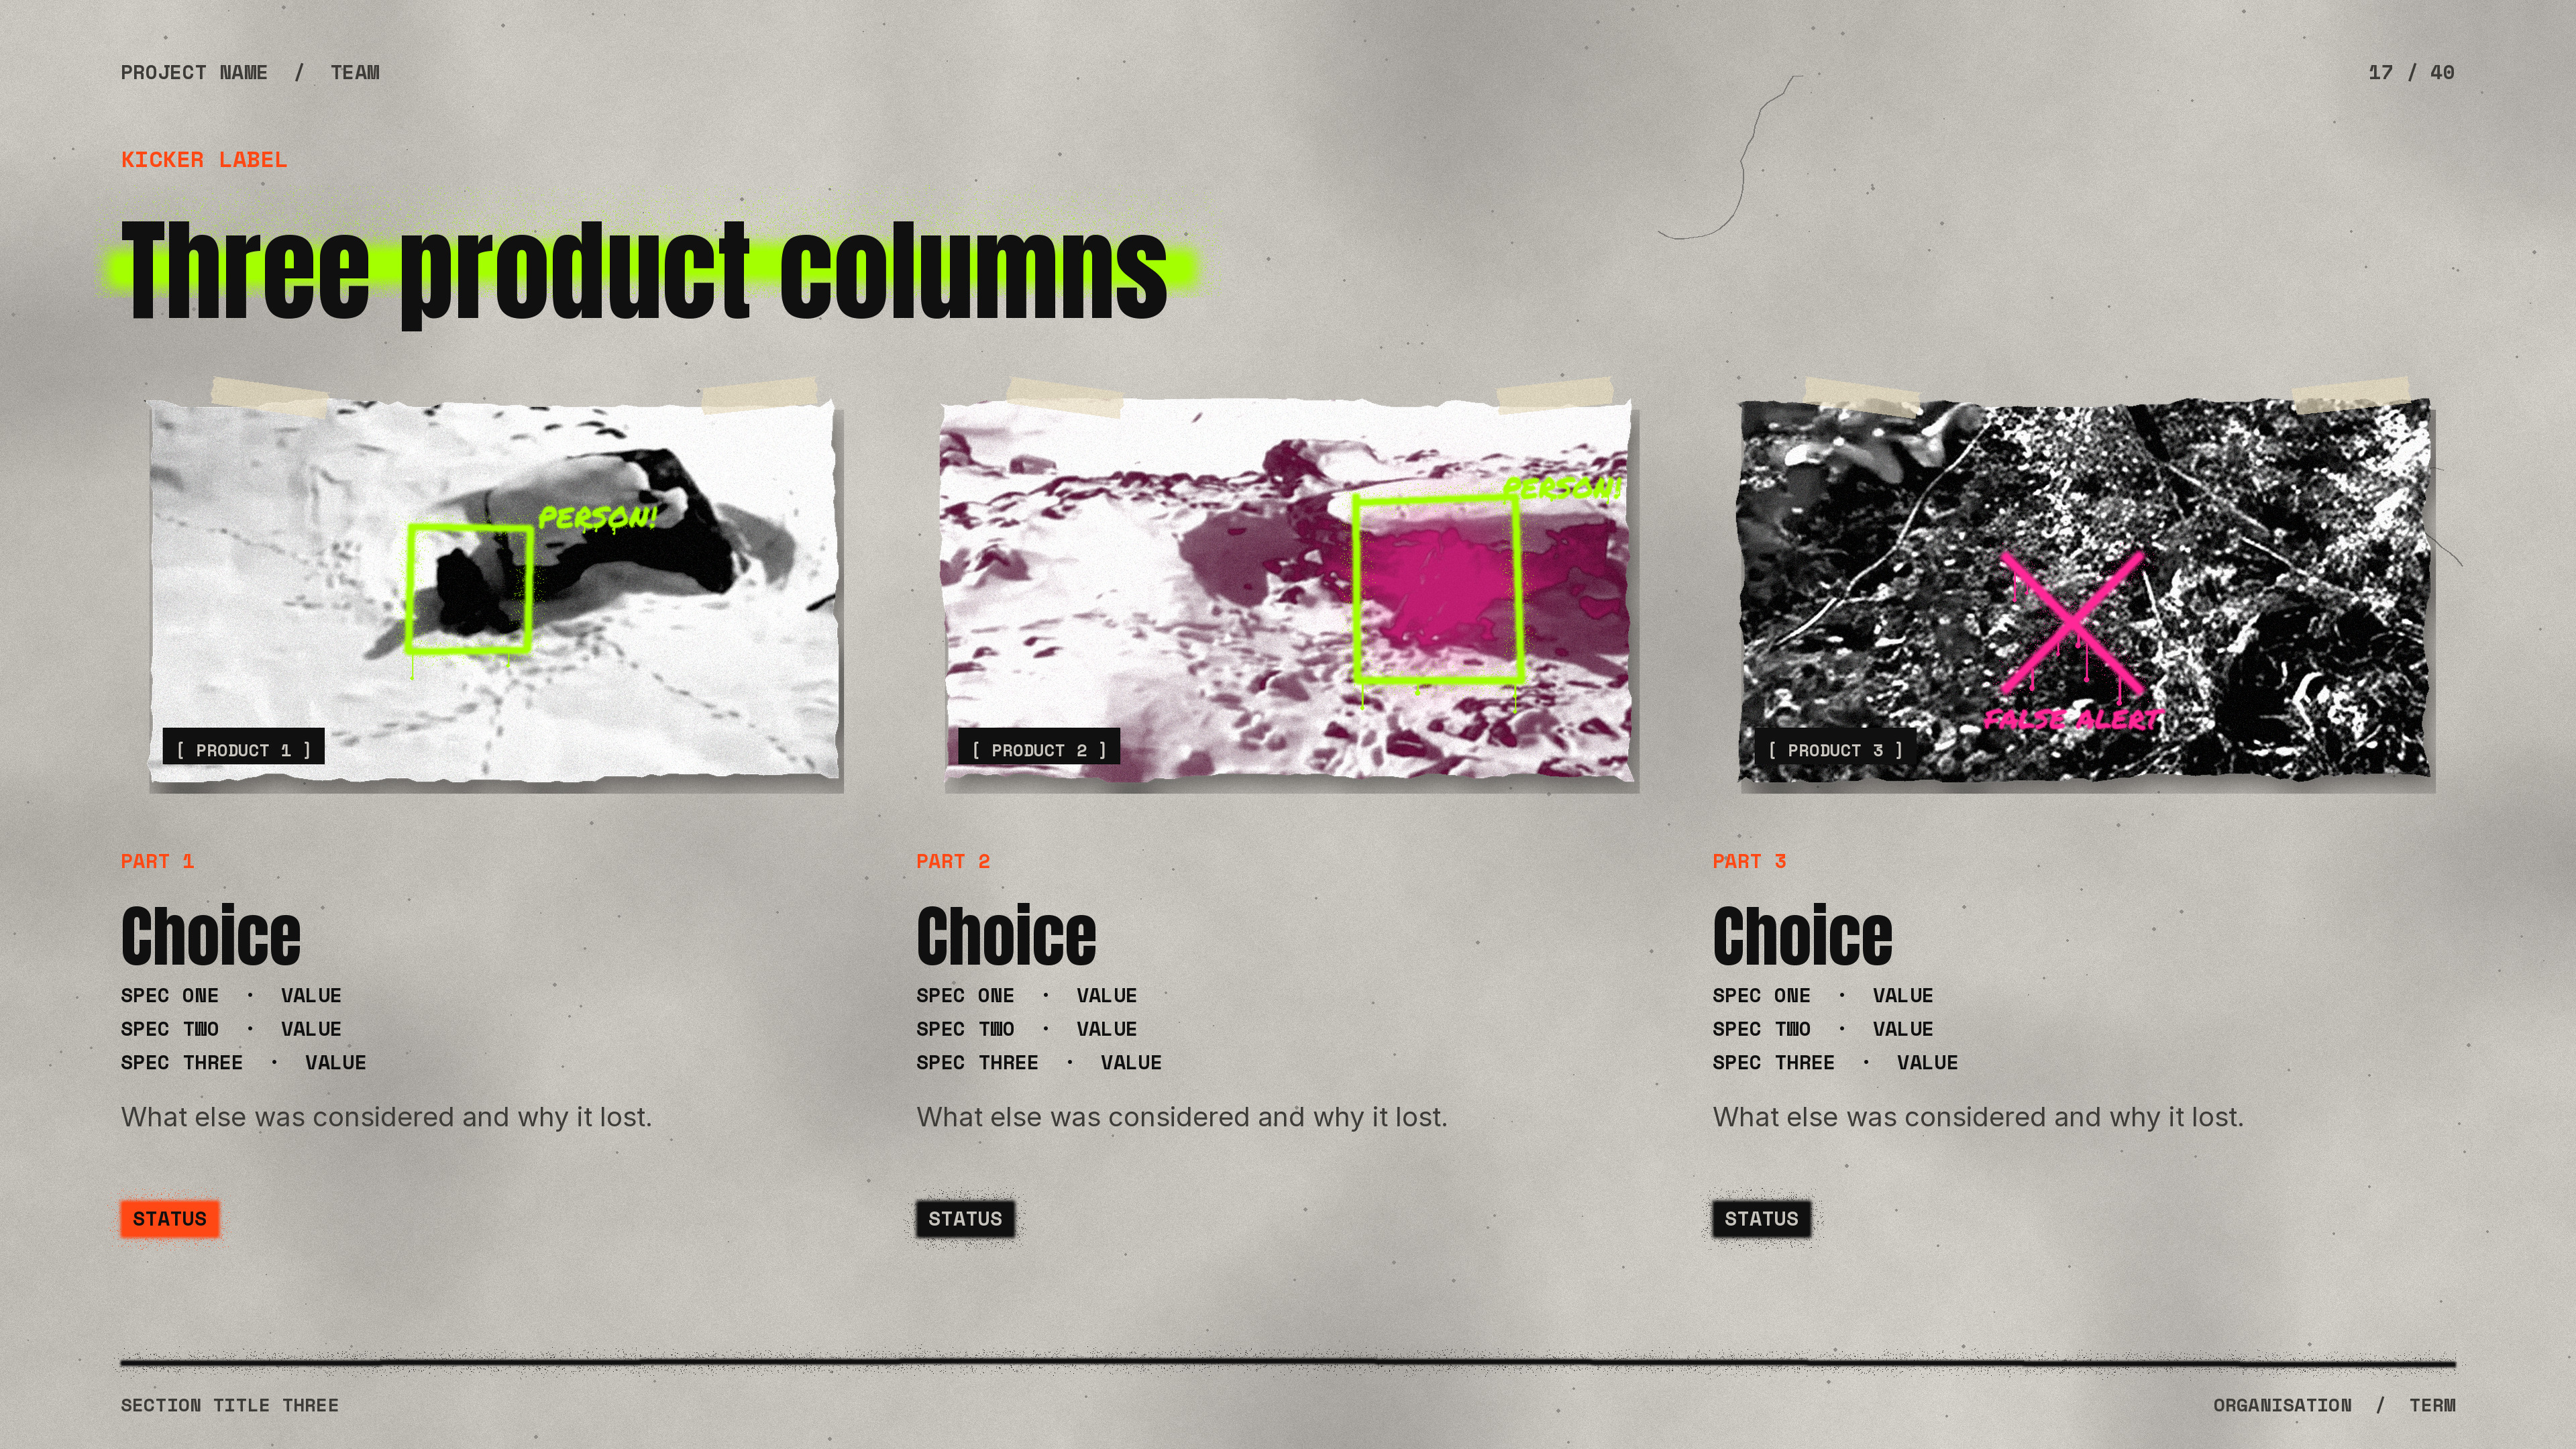 PROJECT NAME / TEAM
17 / 40
KICKER LABEL
Three product columns
PERSON!
[ PRODUCT 1 ]
PERSON!
[ PRODUCT 2 ]
FALSE ALERT
[ PRODUCT 3 ]
PART 1
Choice
SPEC ONE · VALUE
SPEC TWO · VALUE
SPEC THREE · VALUE
What else was considered and why it lost.
STATUS
PART 2
Choice
SPEC ONE · VALUE
SPEC TWO · VALUE
SPEC THREE · VALUE
What else was considered and why it lost.
STATUS
PART 3
Choice
SPEC ONE · VALUE
SPEC TWO · VALUE
SPEC THREE · VALUE
What else was considered and why it lost.
STATUS
SECTION TITLE THREE
ORGANISATION / TERM